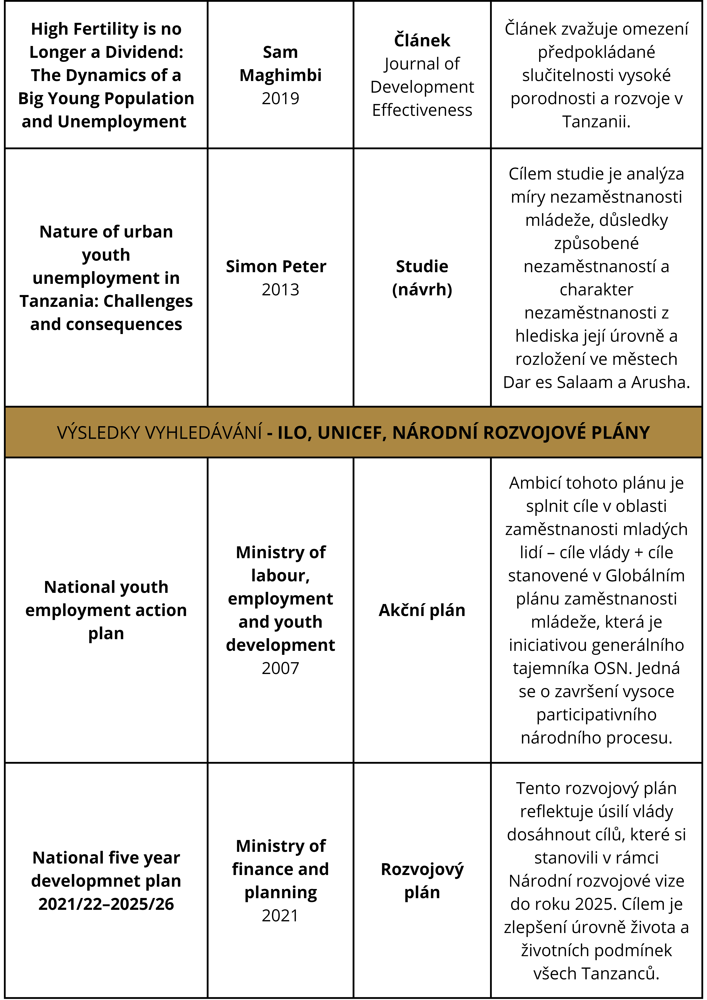 High Fertility is no
Longer a Dividend:
The Dynamics of a
Big Young Population
and Unemployment
Sam
Maghimbi
2019
Článek
Journal of
Development
Effectiveness
Článek zvažuje omezení
předpokládané
slučitelnosti vysoké
porodnosti a rozvoje v
Tanzanii.
Nature of urban
youth
unemployment in
Tanzania: Challenges
and consequences
Simon Peter
2013
Studie
(návrh)
Cílem studie je analýza
míry nezaměstnanosti
mládeže, důsledky
způsobené
nezaměstnaností a
charakter
nezaměstnanosti z
hlediska její úrovně a
rozložení ve městech
Dar es Salaam a Arusha.
VÝSLEDKY VYHLEDÁVÁNÍ - ILO, UNICEF, NÁRODNÍ ROZVOJOVÉ PLÁNY
National youth
employment action
plan
Ministry of
labour,
employment
and youth
development
2007
Akční plán
Ambicí tohoto plánu je
splnit cíle v oblasti
zaměstnanosti mladých
lidí – cíle vlády + cíle
stanovené v Globálním
plánu zaměstnanosti
mládeže, která je
iniciativou generálního
tajemníka OSN. Jedná
se o završení vysoce
participativního
národního procesu.
National five year
developmnet plan
2021/22–2025/26
Ministry of
finance and
planning
2021
Rozvojový
plán
Tento rozvojový plán
reflektuje úsilí vlády
dosáhnout cílů, které si
stanovili v rámci
Národní rozvojové vize
do roku 2025. Cílem je
zlepšení úrovně života a
životních podmínek
všech Tanzanců.